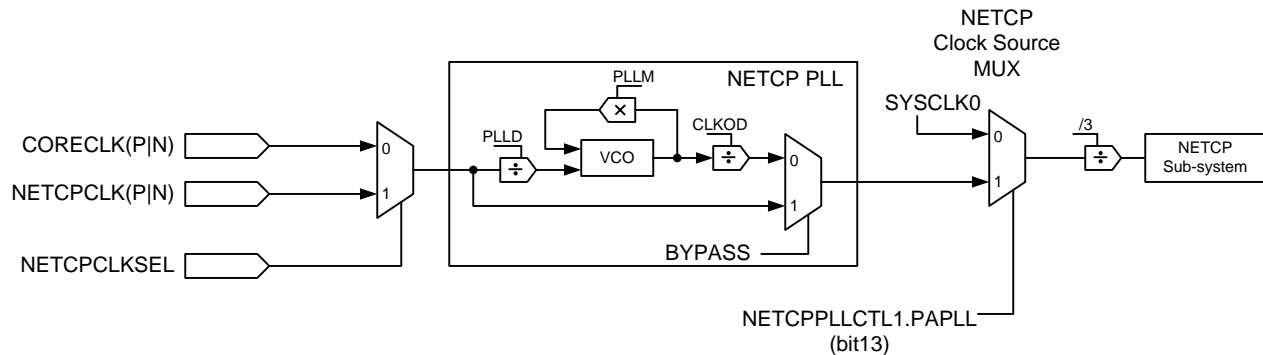 NETCP
Clock Source
MUX
NETCP PLL
PLLM
×
SYSCLK0
PLLD
CLKOD
/3
CORECLK(P|N)
0
VCO
÷
÷
0
0
÷
NETCP
Sub-system
NETCPCLK(P|N)
1
1
1
BYPASS
NETCPCLKSEL
NETCPPLLCTL1.PAPLL
(bit13)